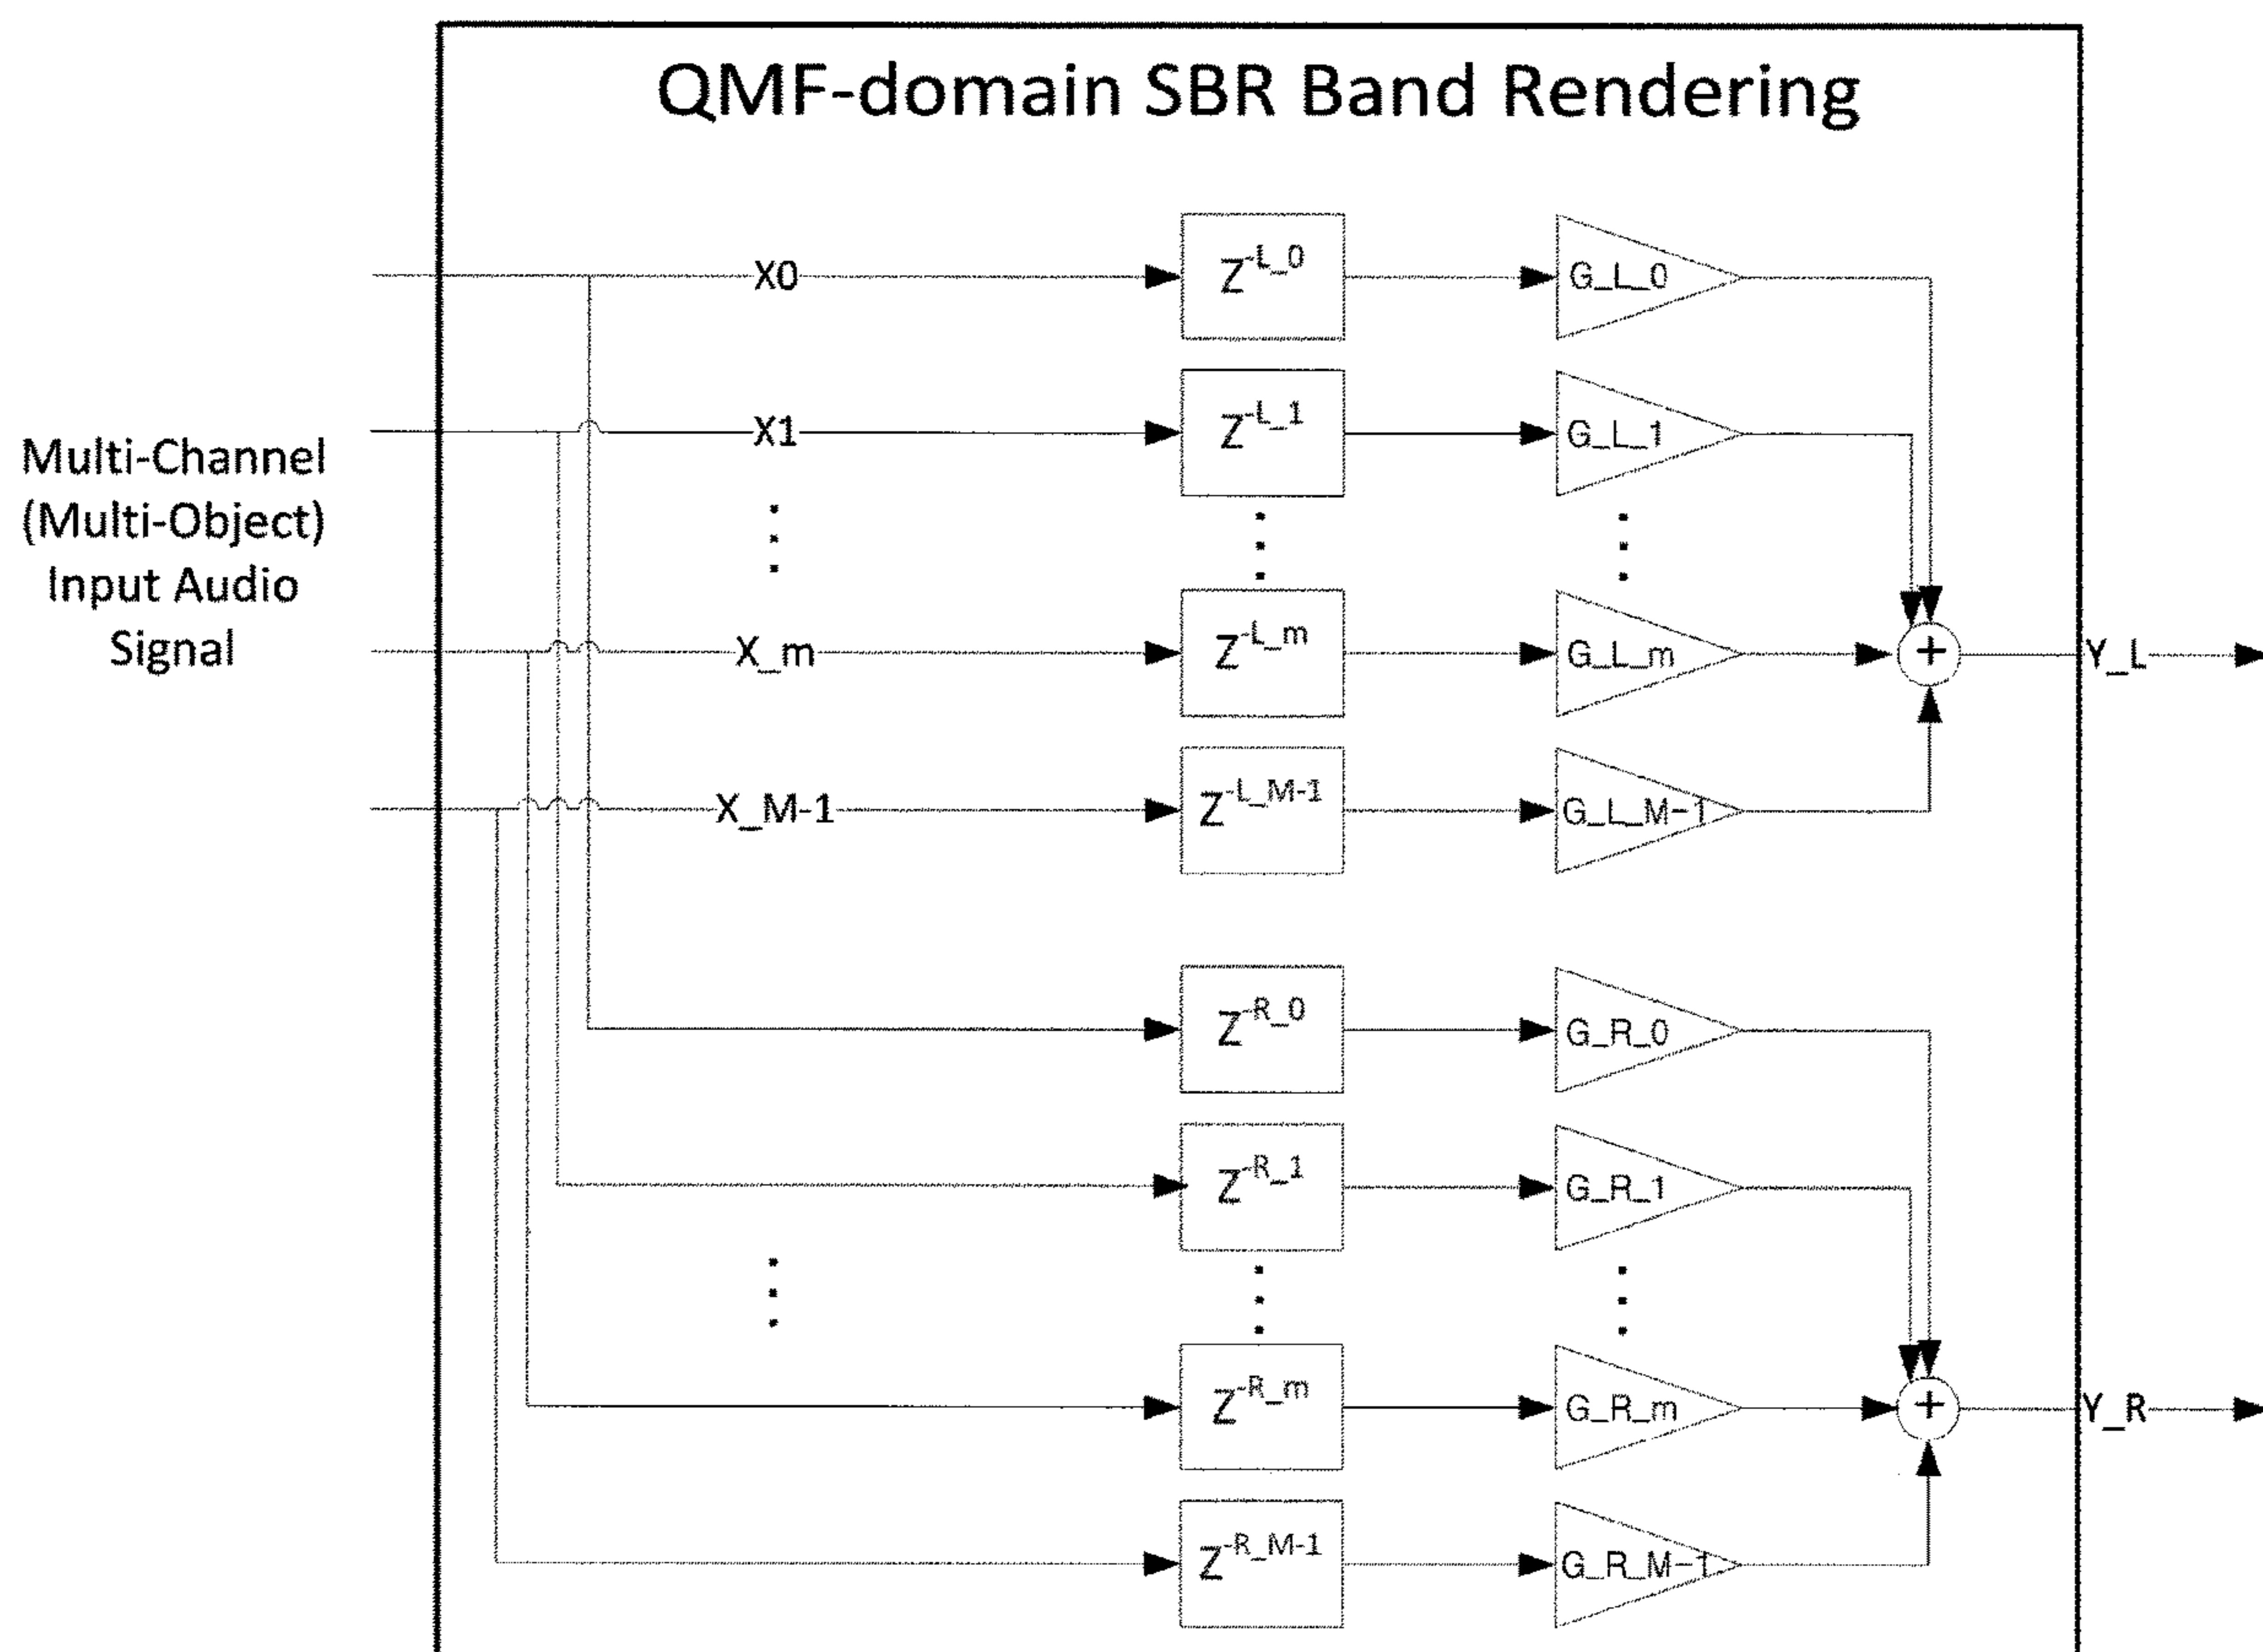 QMF-domain SBR Band Rendering
Multi-Channel
(Multi-Object)
Input Audio
Signal
X0
Z-L_0
G_L_0
X1
Z-L_1
G_L_1
X_m
Z-L_m
G_L_m
+
Y_L
X_M-1
Z-L_M-1
G_L_M-1
Z-R_0
G_R_0
Z-R_1
G_R_1
Z-R_m
G_R_m
+
Y_R
Z-R_M-1
G_R_M-1